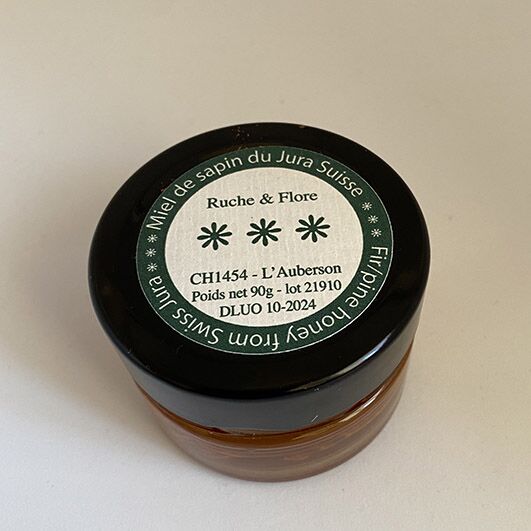 Miel de sapin du Jura Suisse
Ruche & Flore
CH1454 - L'Auberson
Poids net 90g - lot 21910
DLUO 10-2024
Fir/pine honey from Swiss Jura